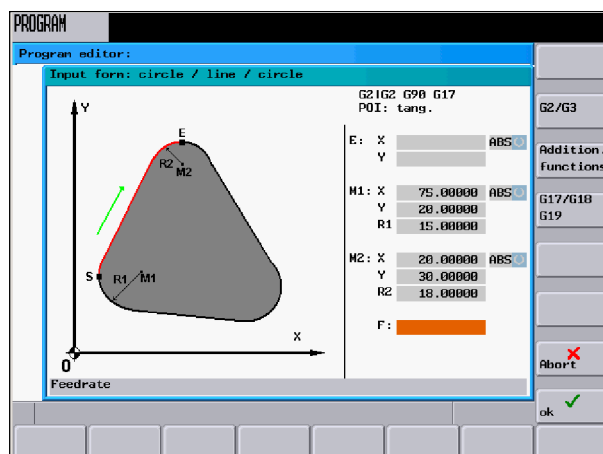 PROGRAM
Program editor:
Input form: circle / line / circle
G2|G2 G90 G17
POI: tang.
Y
E
R2
M2
S
R1
M1
X
0
E: X ABS
Y
M1: X 75.00000 ABS
Y 20.00000
R1 15.00000
M2: X 20.00000 ABS
Y 30.00000
R2 18.00000
F:
Feedrate
G2/G3
Addition.
functions
G17/G18
G19
Abort
ok